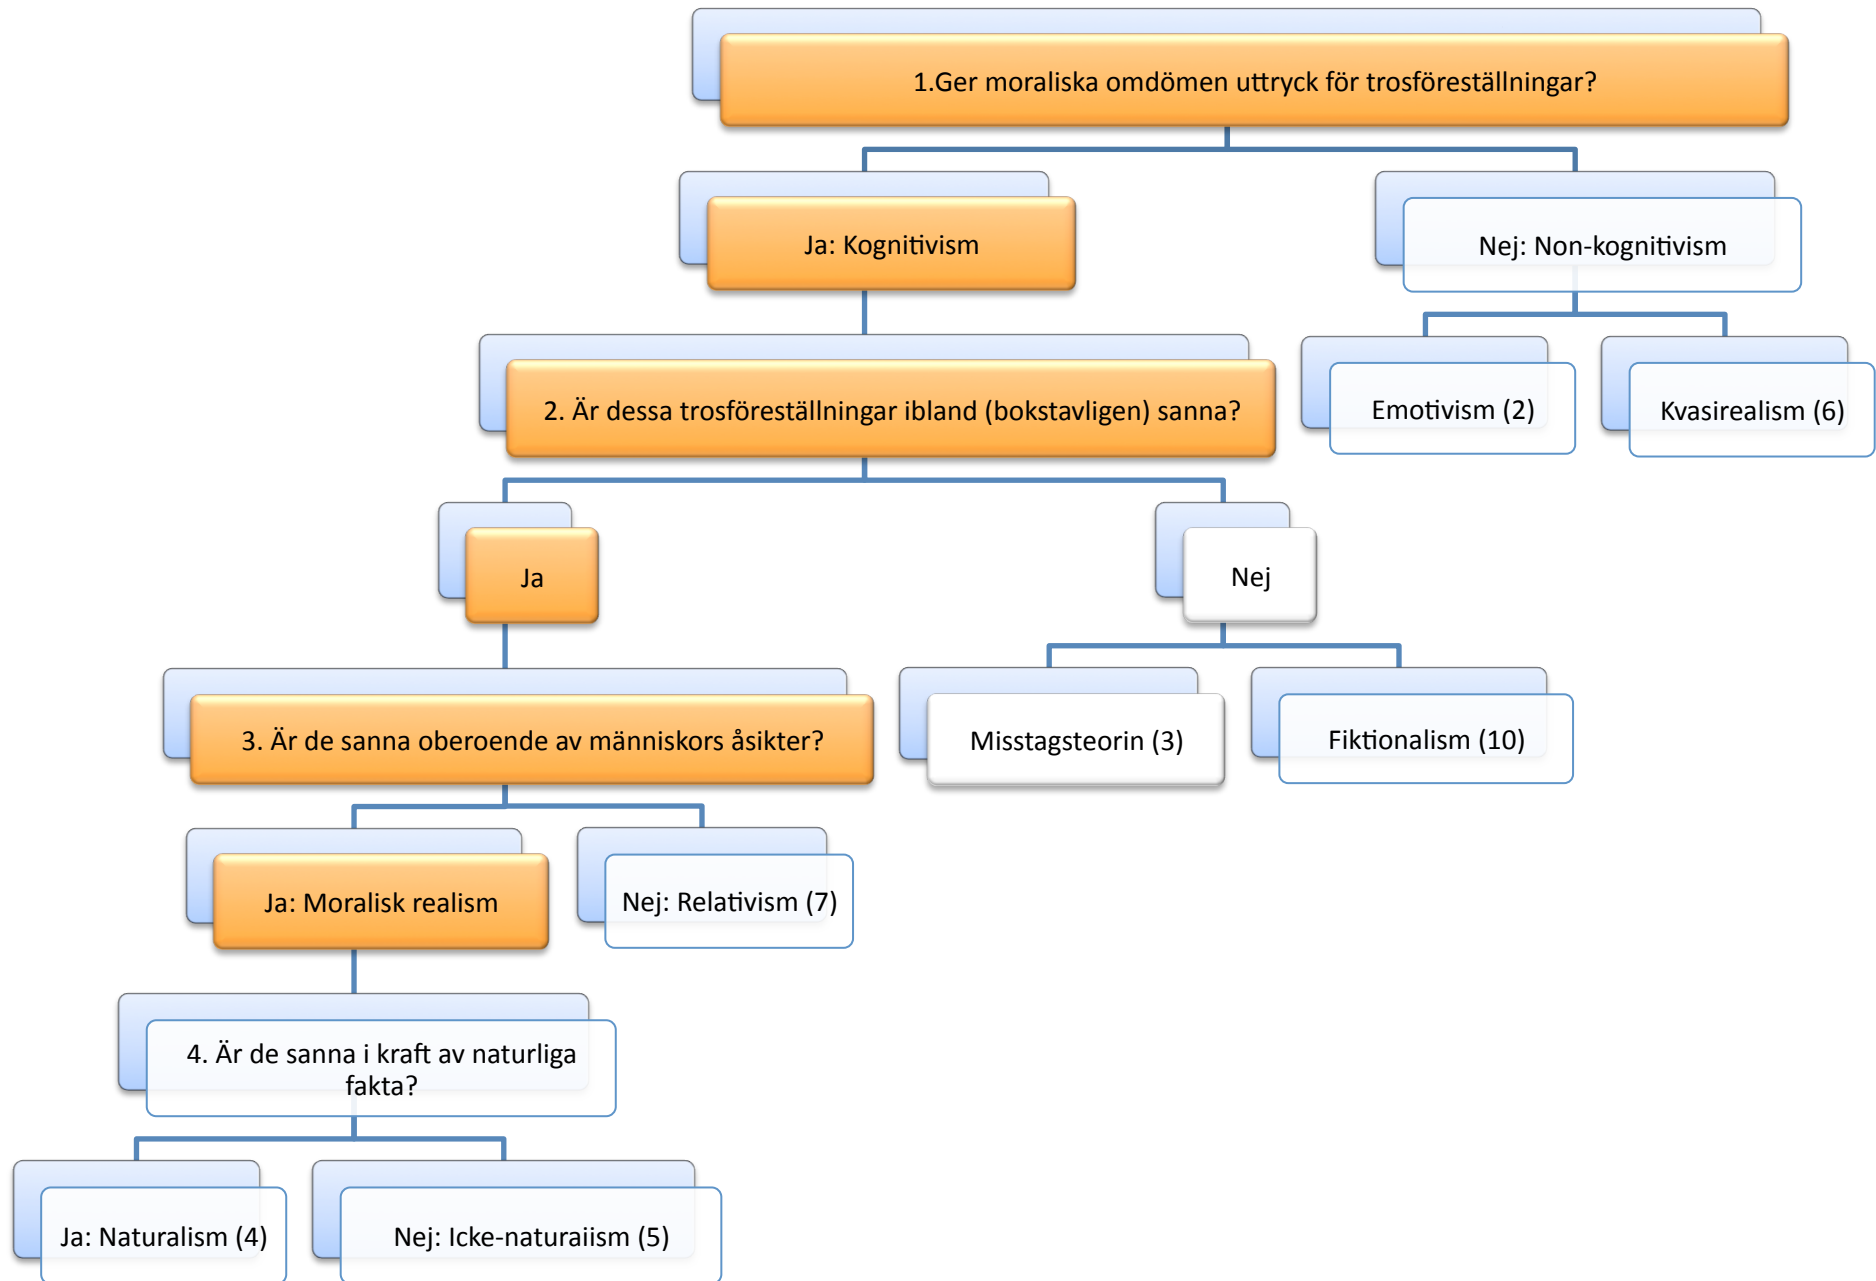 1.Ger moraliska omdömen uttryck för trosföreställningar?
Ja: Kognitivism
Nej: Non-kognitivism
2. Är dessa trosföreställningar ibland (bokstavligen) sanna?
Emotivism (2)
Kvasirealism (6)
Ja
Nej
3. Är de sanna oberoende av människors åsikter?
Misstagsteorin (3)
Fiktionalism (10)
Ja: Moralisk realism
Nej: Relativism (7)
4. Är de sanna i kraft av naturliga
fakta?
Ja: Naturalism (4)
Nej: Icke-naturaiism (5)